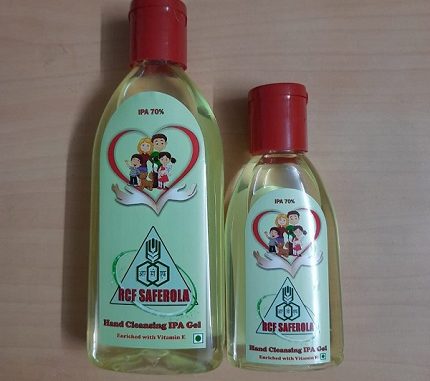 IPA 70%
RCF SAFEROLA
Hand Cleansing IPA Gel
Enriched with Vitamin E
IPA 70%
RCF SAFEROLA
Hand Cleansing IPA Gel
Enriched with Vitamin E